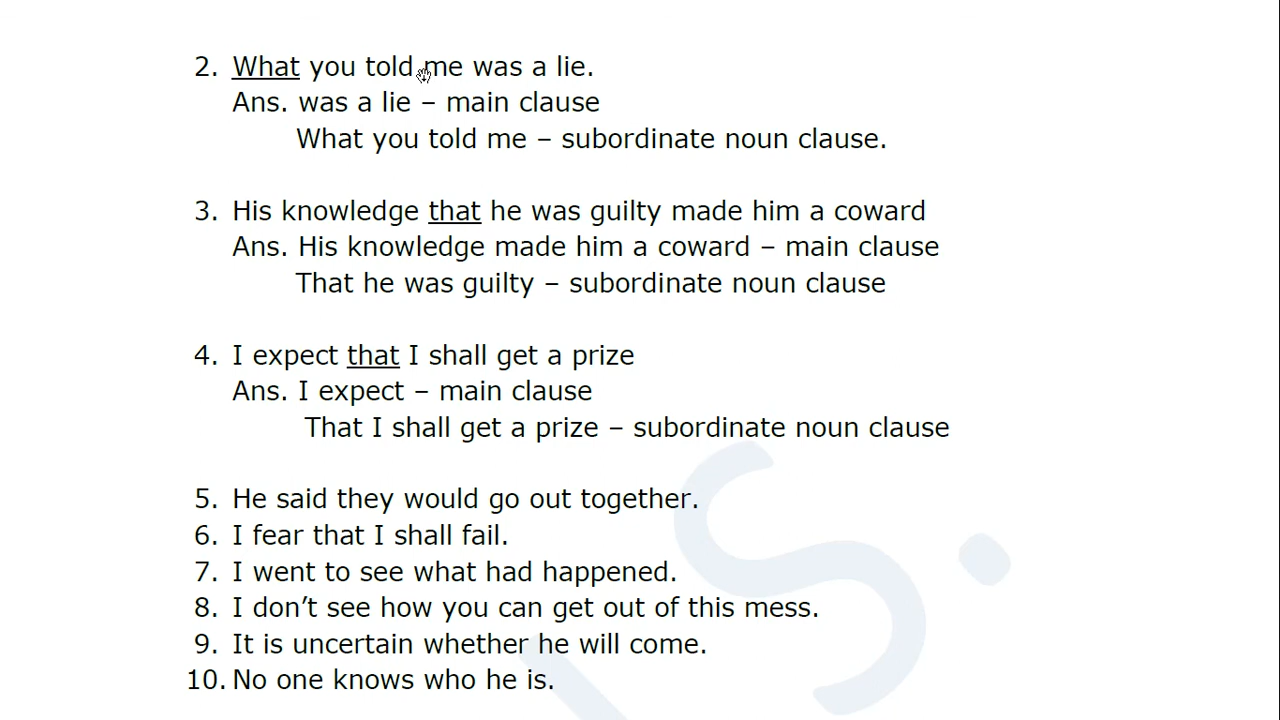 2. What you told me was a lie.
Ans. was a lie – main clause
What you told me – subordinate noun clause.
3. His knowledge that he was guilty made him a coward
Ans. His knowledge made him a coward – main clause
That he was guilty – subordinate noun clause
4. I expect that I shall get a prize
Ans. I expect – main clause
That I shall get a prize – subordinate noun clause
5. He said they would go out together.
6. I fear that I shall fail.
7. I went to see what had happened.
8. I don’t see how you can get out of this mess.
9. It is uncertain whether he will come.
10. No one knows who he is.